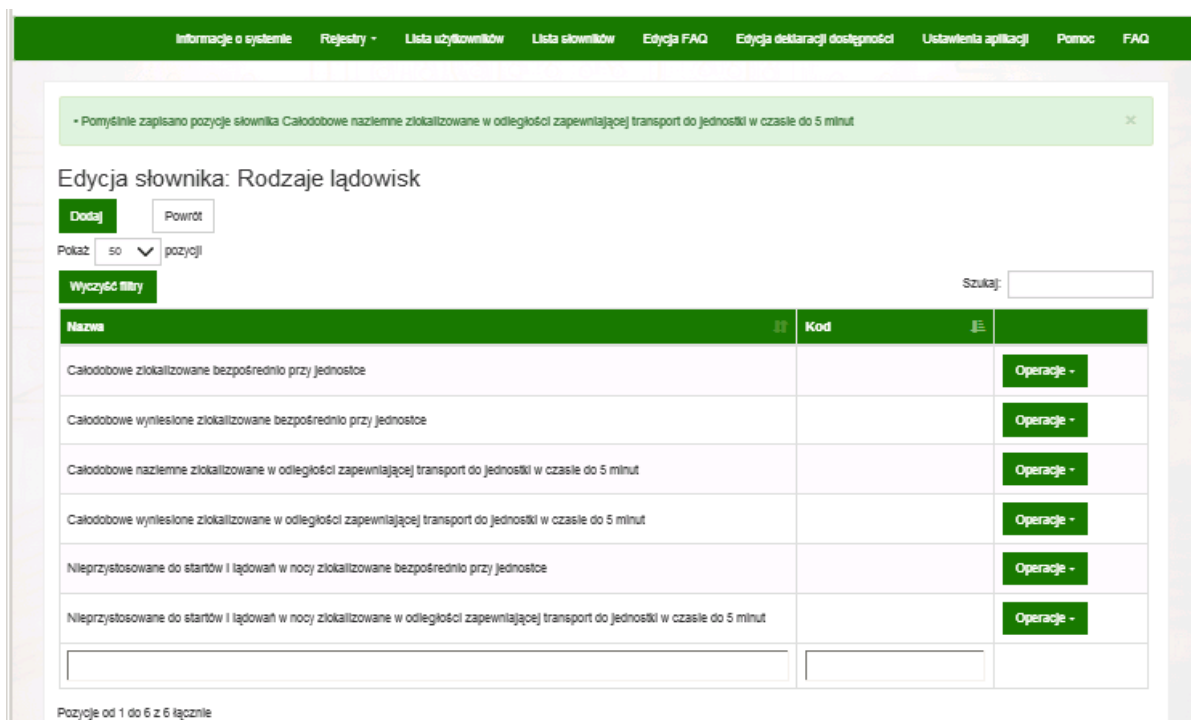 Informacje o systemie Rejestry Lista użytkowników Lista słowników Edycja FAQ Edycja deklaracji dostępności Ustawienia aplikacji Pomoc FAQ
• Pomyślnie zapisano pozycje słownika Całodobowe naziemne zlokalizowane w odległości zapewniającej transport do jednostki w czasie do 5 minut ×
Edycja słownika: Rodzaje lądowisk
Dodaj Powrót
Pokaż 50 pozycji
Wyczyść filtry Szukaj:
Nazwa Kod
Całodobowe zlokalizowane bezpośrednio przy jednostce Operacje
Całodobowe wyniesione zlokalizowane bezpośrednio przy jednostce Operacje
Całodobowe naziemne zlokalizowane w odległości zapewniającej transport do jednostki w czasie do 5 minut Operacje
Całodobowe wyniesione zlokalizowane w odległości zapewniającej transport do jednostki w czasie do 5 minut Operacje
Nieprzystosowane do startów i lądowań w nocy zlokalizowane bezpośrednio przy jednostce Operacje
Nieprzystosowane do startów i lądowań w nocy zlokalizowane w odległości zapewniającej transport do jednostki w czasie do 5 minut Operacje
Pozycje od 1 do 6 z 6 łącznie